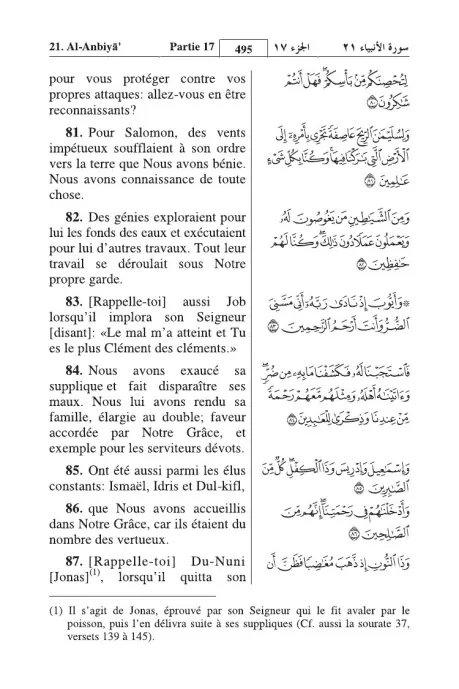 21. Al-Anbiyâ'
Partie 17
495
الجزء ١٧
سورة الأنبياء ٢١
pour vous protéger contre vos
propres attaques: allez-vous en être
reconnaissants?
81. Pour Salomon, des vents
impétueux soufflaient à son ordre
vers la terre que Nous avons bénie.
Nous avons connaissance de toute
chose.
82. Des génies exploraient pour
lui les fonds des eaux et exécutaient
pour lui d'autres travaux. Tout leur
travail se déroulait sous Notre
propre garde.
83. [Rappelle-toi] aussi Job
lorsqu'il implora son Seigneur
[disant]: «Le mal m'a atteint et Tu
es le plus Clément des cléments.»
84. Nous avons exaucé sa
supplique et fait disparaître ses
maux. Nous lui avons rendu sa
famille, élargie au double; faveur
accordée par Notre Grâce, et
exemple pour les serviteurs dévots.
85. Ont été aussi parmi les élus
constants: Ismaël, Idris et Dul-kifl,
86. que Nous avons accueillis
dans Notre Grâce, car ils étaient du
nombre des vertueux.
87. [Rappelle-toi] Du-Nuni
[Jonas](1), lorsqu'il quitta son
لِتُحْصِنَكُم مِّنۢ بَأْسِكُمْ ۖ فَهَلْ أَنتُمْ
شَٰكِرُونَ ٨٠
وَلِسُلَيْمَٰنَ ٱلرِّيحَ عَاصِفَةً تَجْرِى بِأَمْرِهِۦٓ إِلَى
ٱلْأَرْضِ ٱلَّتِى بَٰرَكْنَا فِيهَا ۚ وَكُنَّا بِكُلِّ شَىْءٍ
عَٰلِمِينَ ٨١
وَمِنَ ٱلشَّيَٰطِينِ مَن يَغُوصُونَ لَهُۥ
وَيَعْمَلُونَ عَمَلًا دُونَ ذَٰلِكَ ۖ وَكُنَّا لَهُمْ
حَٰفِظِينَ ٨٢
۞ وَأَيُّوبَ إِذْ نَادَىٰ رَبَّهُۥٓ أَنِّى مَسَّنِىَ
ٱلضُّرُّ وَأَنتَ أَرْحَمُ ٱلرَّٰحِمِينَ ٨٣
فَٱسْتَجَبْنَا لَهُۥ فَكَشَفْنَا مَا بِهِۦ مِن ضُرٍّ ۖ
وَءَاتَيْنَٰهُ أَهْلَهُۥ وَمِثْلَهُم مَّعَهُمْ رَحْمَةً
مِّنْ عِندِنَا وَذِكْرَىٰ لِلْعَٰبِدِينَ ٨٤
وَإِسْمَٰعِيلَ وَإِدْرِيسَ وَذَا ٱلْكِفْلِ ۖ كُلٌّ مِّنَ
ٱلصَّٰبِرِينَ ٨٥
وَأَدْخَلْنَٰهُمْ فِى رَحْمَتِنَآ ۖ إِنَّهُم مِّنَ
ٱلصَّٰلِحِينَ ٨٦
وَذَا ٱلنُّونِ إِذ ذَّهَبَ مُغَٰضِبًا فَظَنَّ أَن
(1) Il s'agit de Jonas, éprouvé par son Seigneur qui le fit avaler par le
poisson, puis l'en délivra suite à ses suppliques (Cf. aussi la sourate 37,
versets 139 à 145).